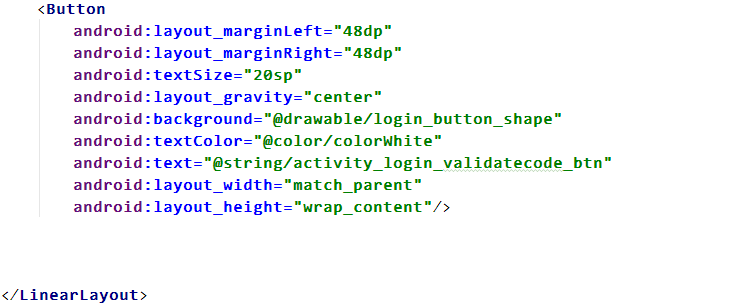 <Button
android:layout_marginLeft="48dp"
android:layout_marginRight="48dp"
android:textSize="20sp"
android:layout_gravity="center"
android:background="@drawable/login_button_shape"
android:textColor="@color/colorWhite"
android:text="@string/activity_login_validatecode_btn"
android:layout_width="match_parent"
android:layout_height="wrap_content"/>
</LinearLayout>